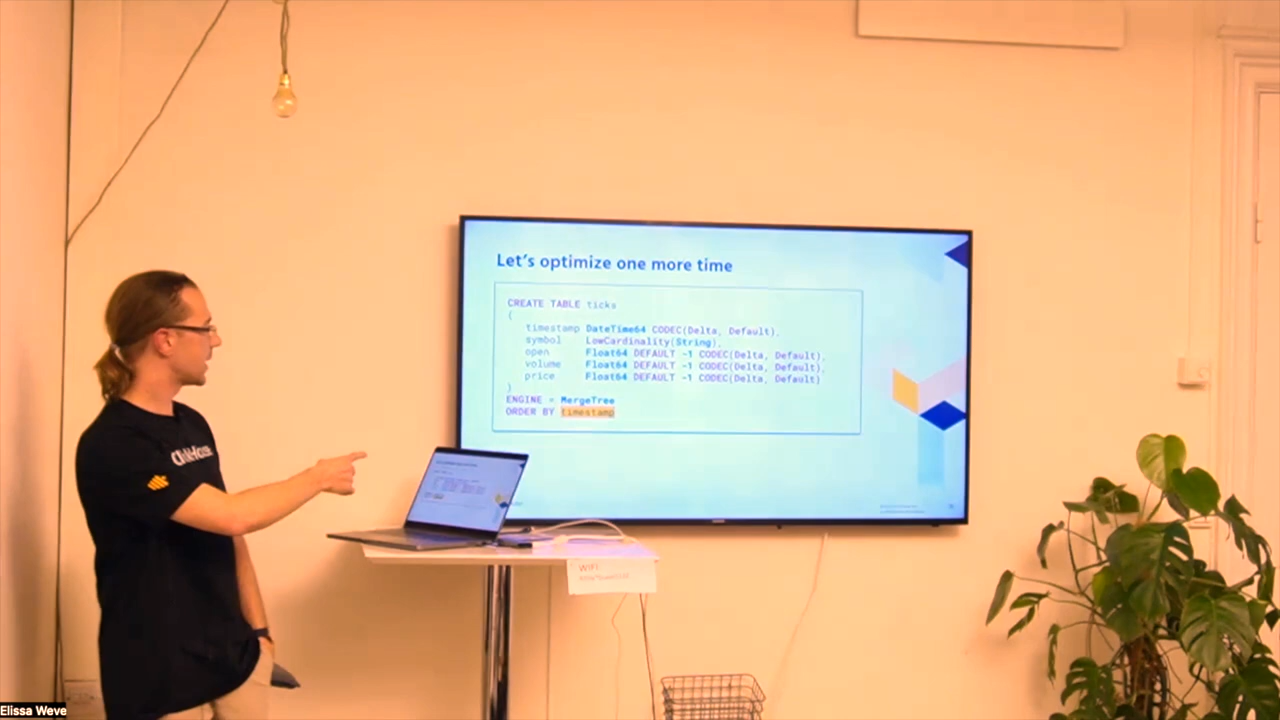 Let's optimize one more time
CREATE TABLE ticks
(
timestamp DateTime64 CODEC(Delta, Default),
symbol LowCardinality(String),
open Float64 DEFAULT -1 CODEC(Delta, Default),
volume Float64 DEFAULT -1 CODEC(Delta, Default),
price Float64 DEFAULT -1 CODEC(Delta, Default)
)
ENGINE = MergeTree
ORDER BY timestamp
ClickHouse
WIFI
Elissa Weve